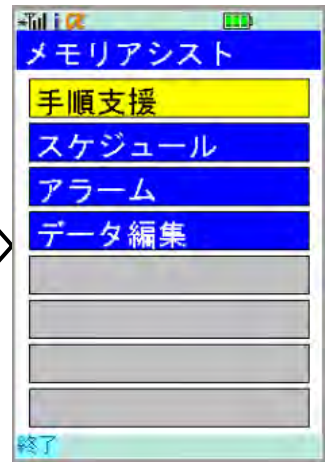 メモリアシスト
手順支援
スケジュール
アラーム
データ編集
終了